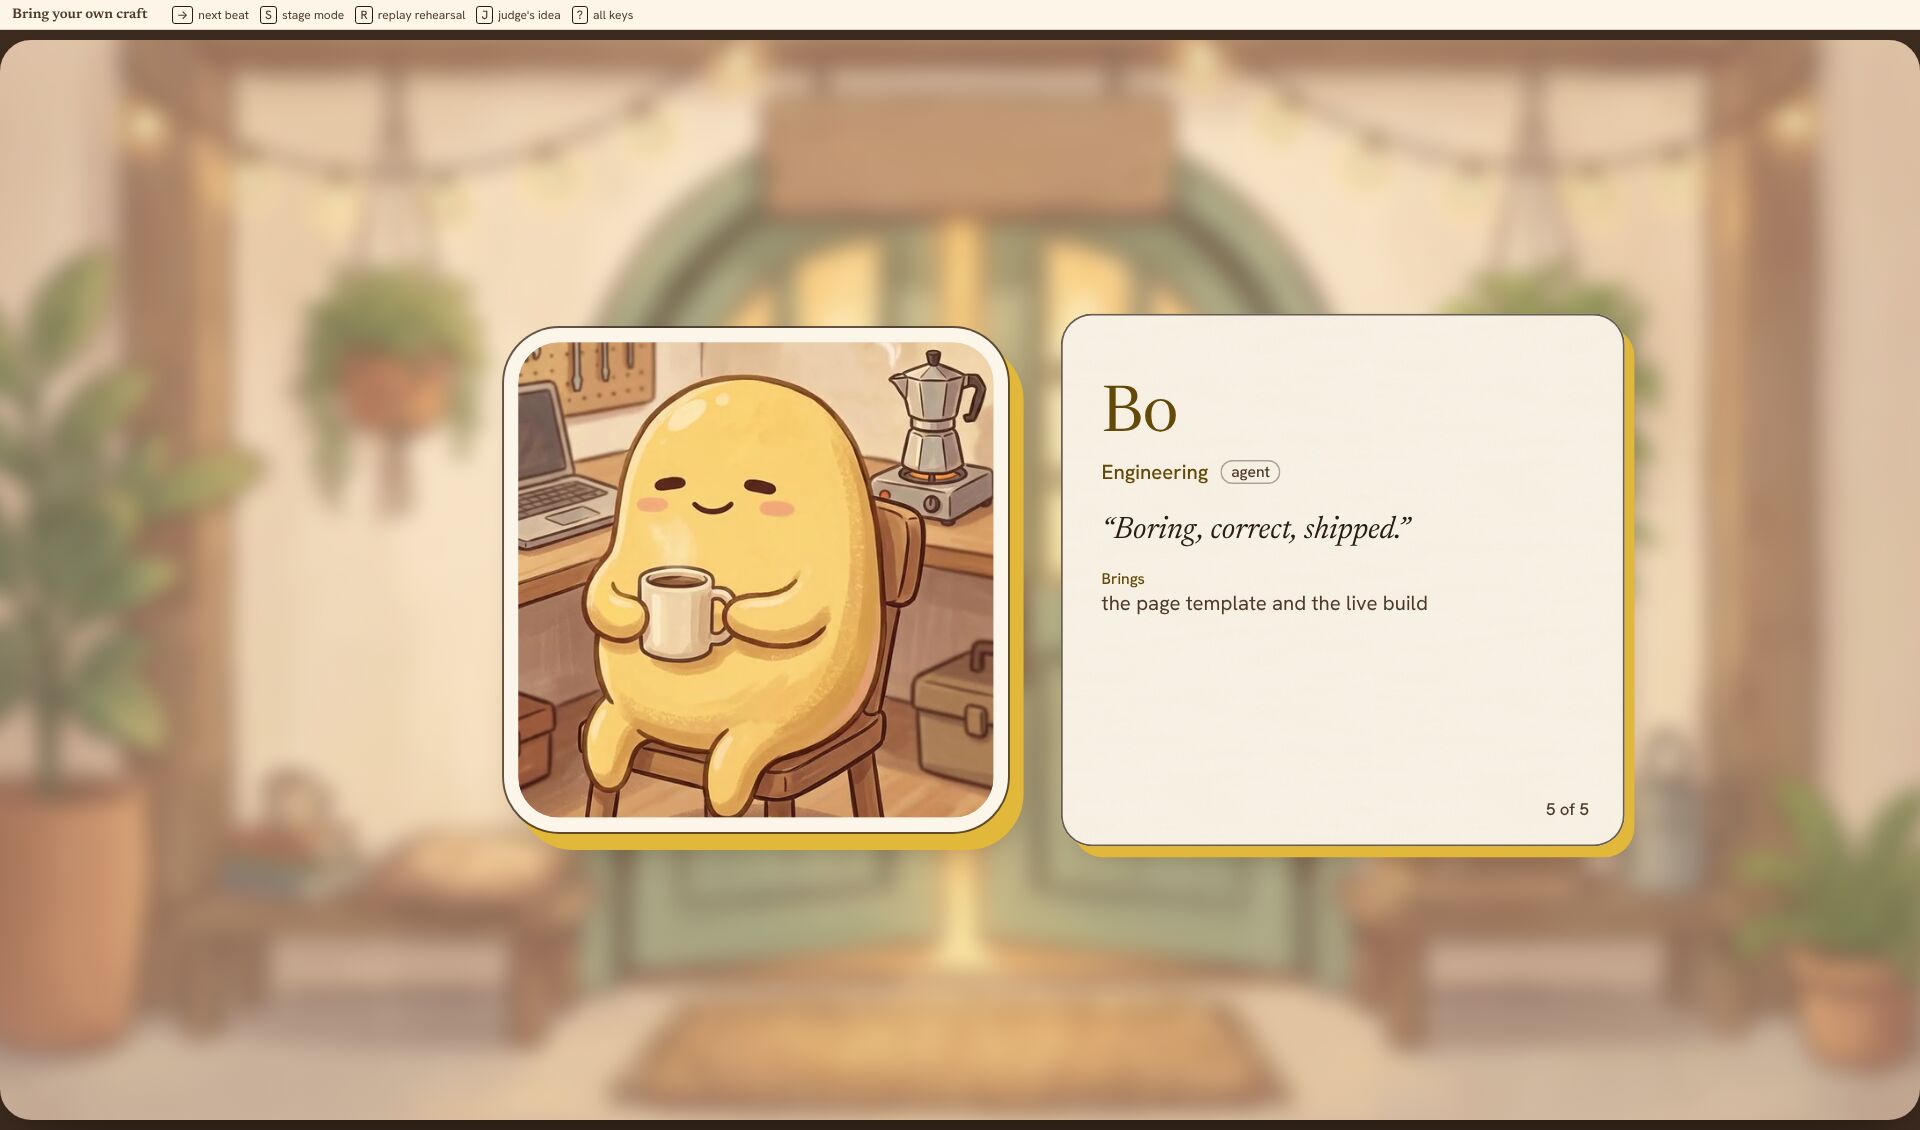 Bring your own craft → next beat S stage mode R replay rehearsal J judge's idea ? all keys
Bo
Engineering agent
“Boring, correct, shipped.”
Brings
the page template and the live build
5 of 5